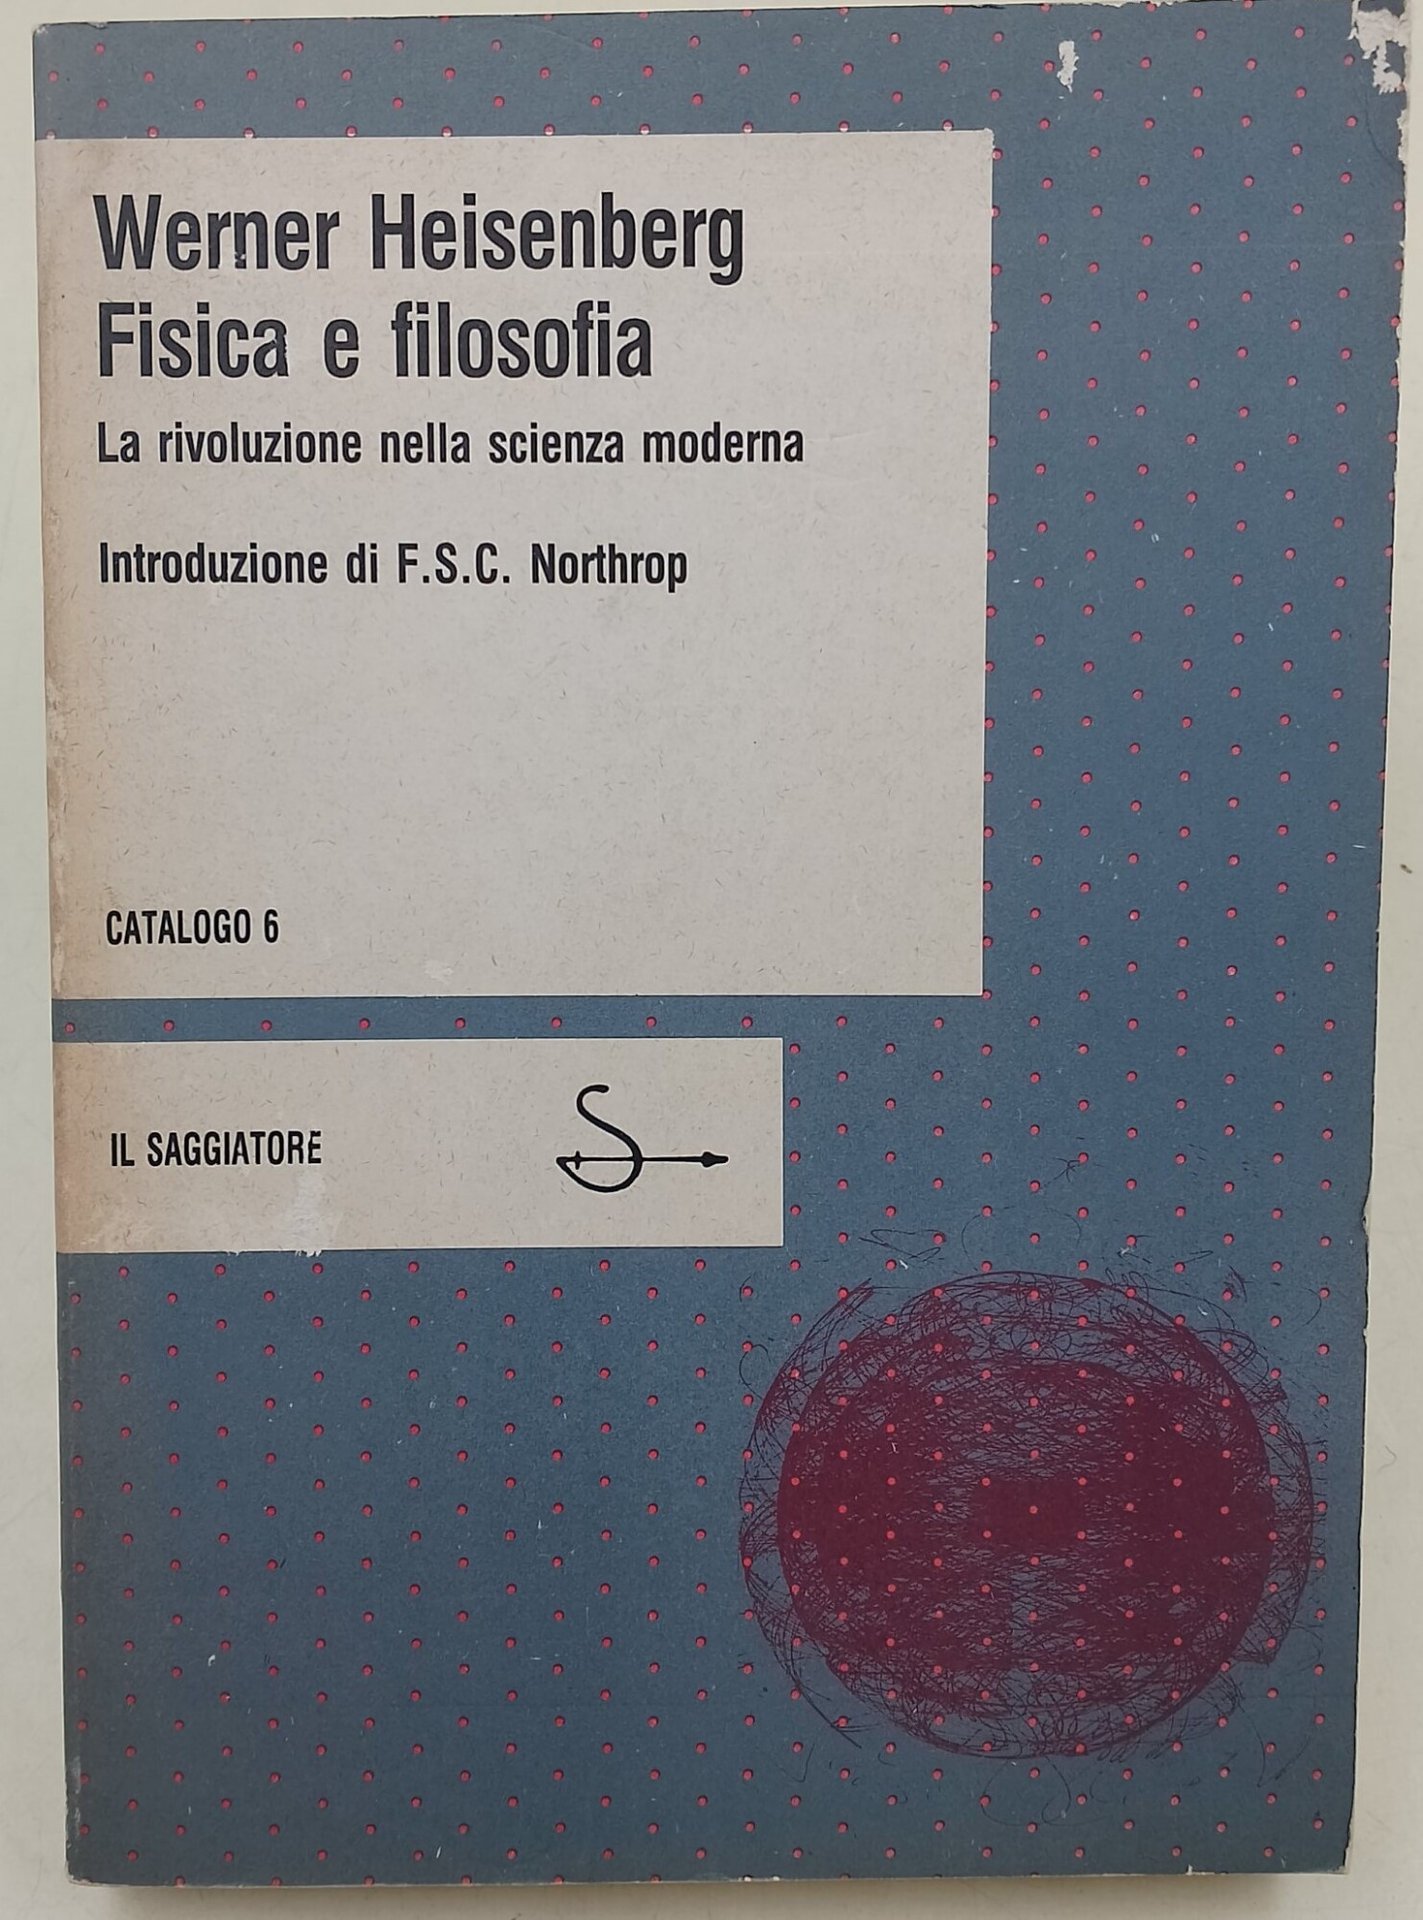 Werner Heisenberg
Fisica e filosofia
La rivoluzione nella scienza moderna
Introduzione di F.S.C. Northrop
CATALOGO 6
IL SAGGIATORE